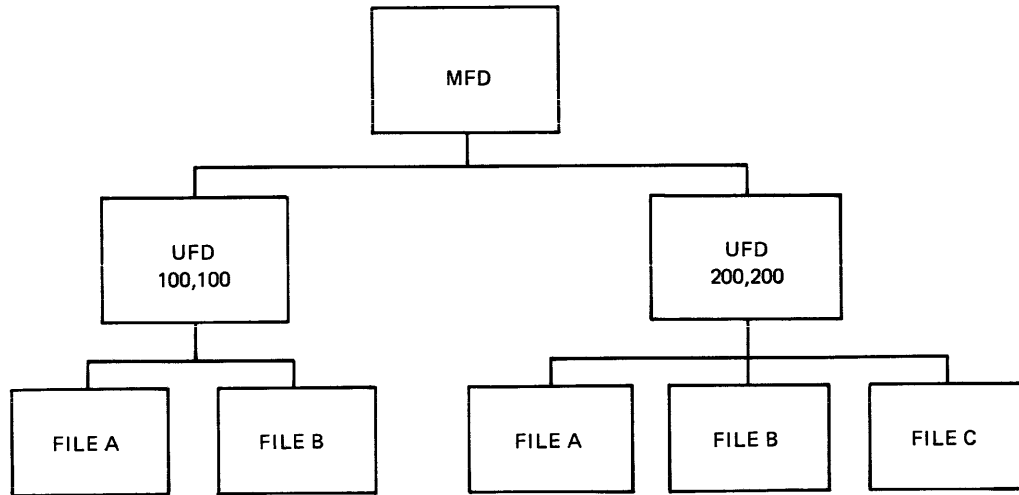 MFD
UFD
100,100
UFD
200,200
FILE A
FILE B
FILE A
FILE B
FILE C